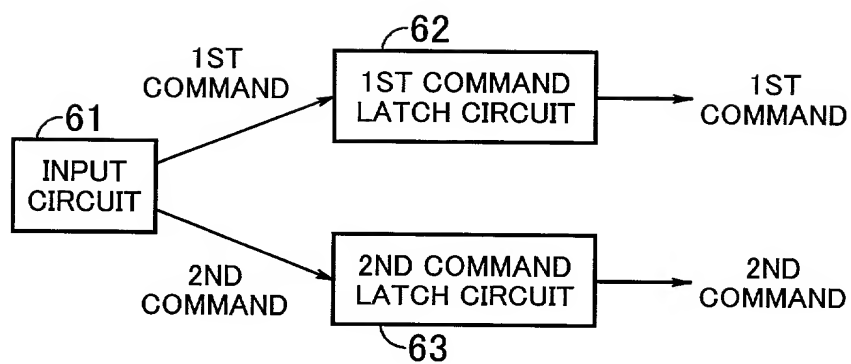 62
1ST
COMMAND
1ST COMMAND
LATCH CIRCUIT
1ST
COMMAND
61
INPUT
CIRCUIT
2ND
COMMAND
2ND COMMAND
LATCH CIRCUIT
2ND
COMMAND
63